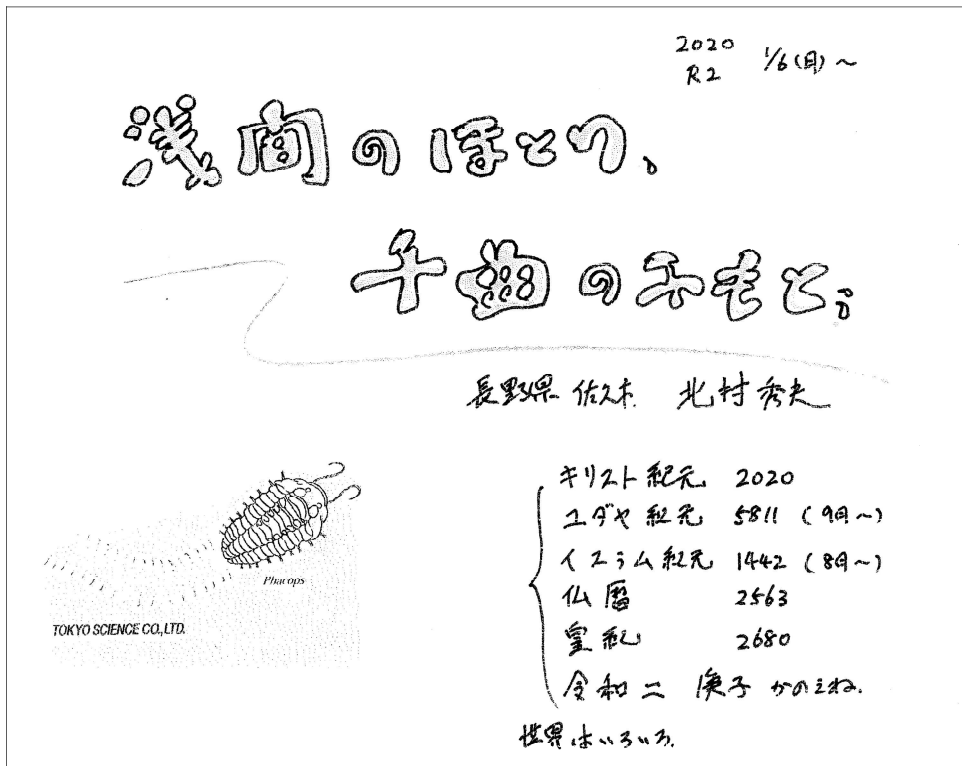 2020
R2 1/6(月)〜
浅間のほとり、
千曲のふもと。
長野県 佐久市 北村秀夫
Phacops
TOKYO SCIENCE CO.,LTD.
キリスト紀元 2020
ユダヤ紀元 5811 (9月〜)
イスラム紀元 1442 (8月〜)
仏暦 2563
皇紀 2680
令和二 庚子 かのえね.
世界はいろいろ.